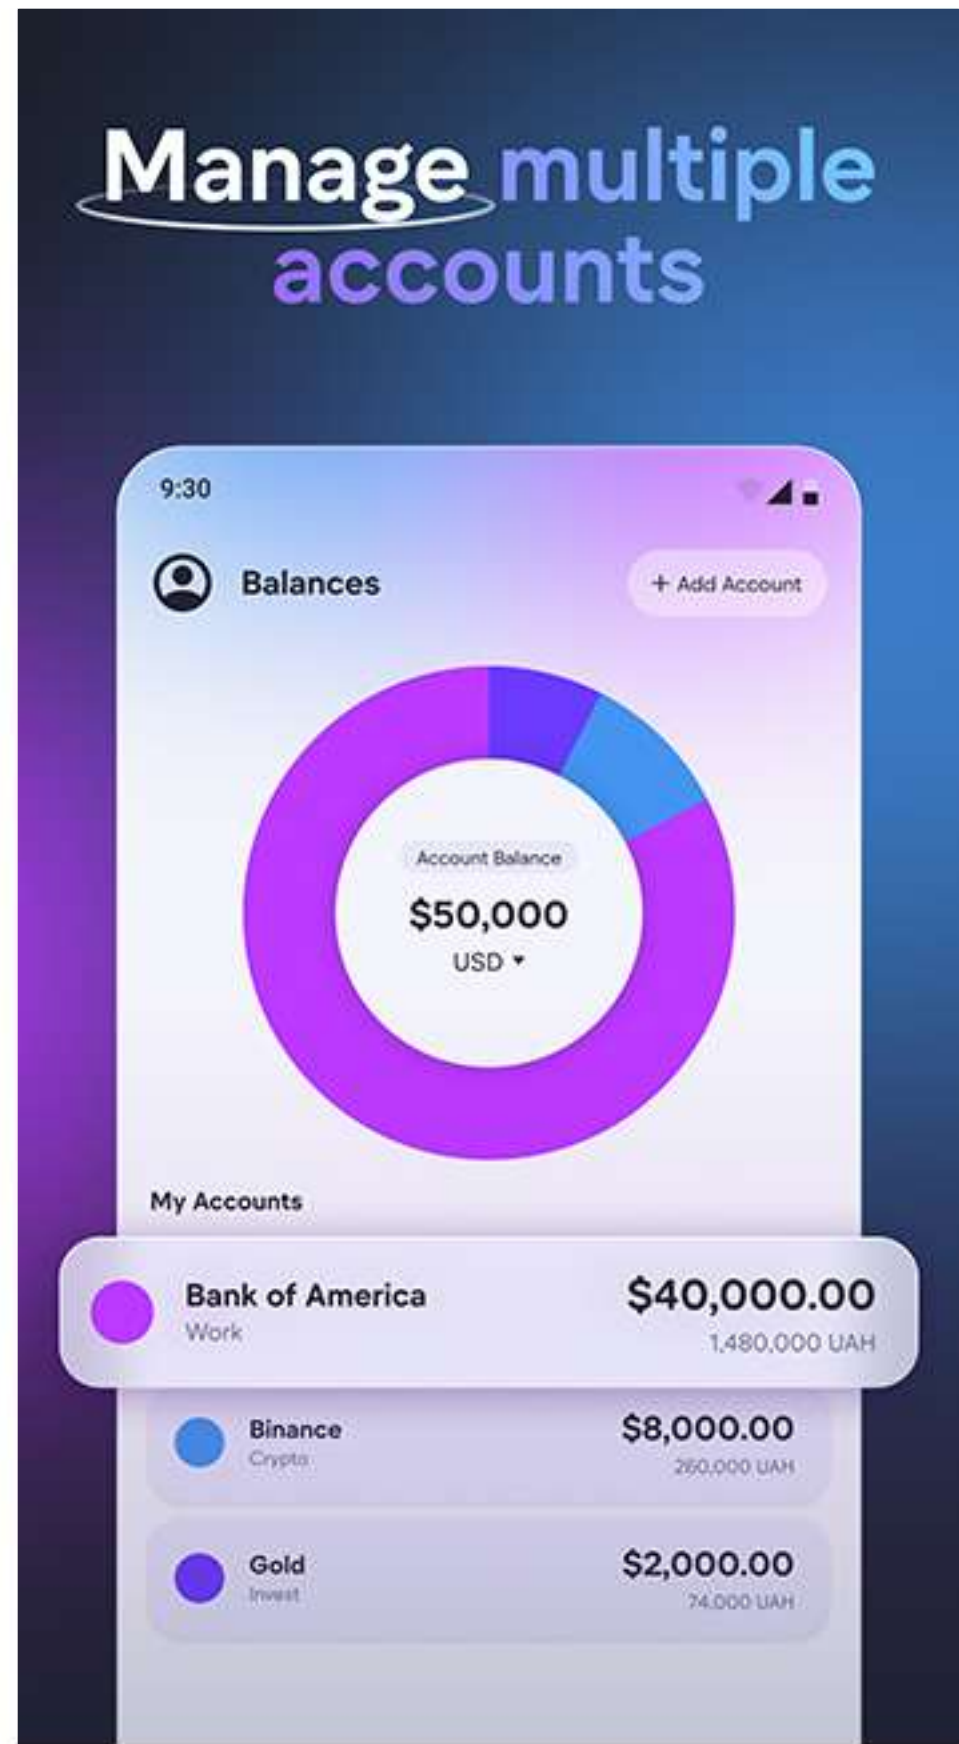 Manage multiple
accounts
9:30
Balances
+ Add Account
Account Balance
$50,000
USD
My Accounts
Bank of America
$40,000.00
Work
1,480,000 UAH
Binance
$8,000.00
Crypto
260,000 UAH
Gold
$2,000.00
Invest
74,000 UAH